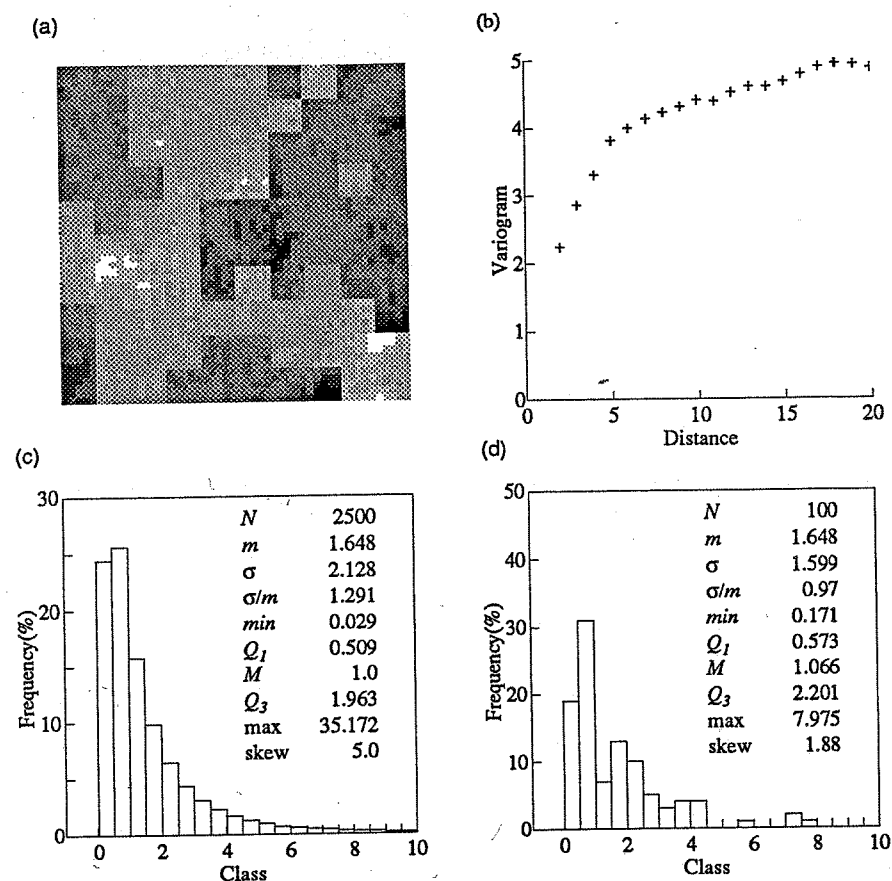 (a)
(b)
5
4
3
2
1
0
Variogram
0 5 10 15 20
Distance
(c)
30
20
10
0
Frequency(%)
N 2500
m 1.648
σ 2.128
σ/m 1.291
min 0.029
Q1 0.509
M 1.0
Q3 1.963
max 35.172
skew 5.0
0 2 4 6 8 10
Class
(d)
50
40
30
20
10
0
Frequency(%)
N 100
m 1.648
σ 1.599
σ/m 0.97
min 0.171
Q1 0.573
M 1.066
Q3 2.201
max 7.975
skew 1.88
0 2 4 6 8 10
Class